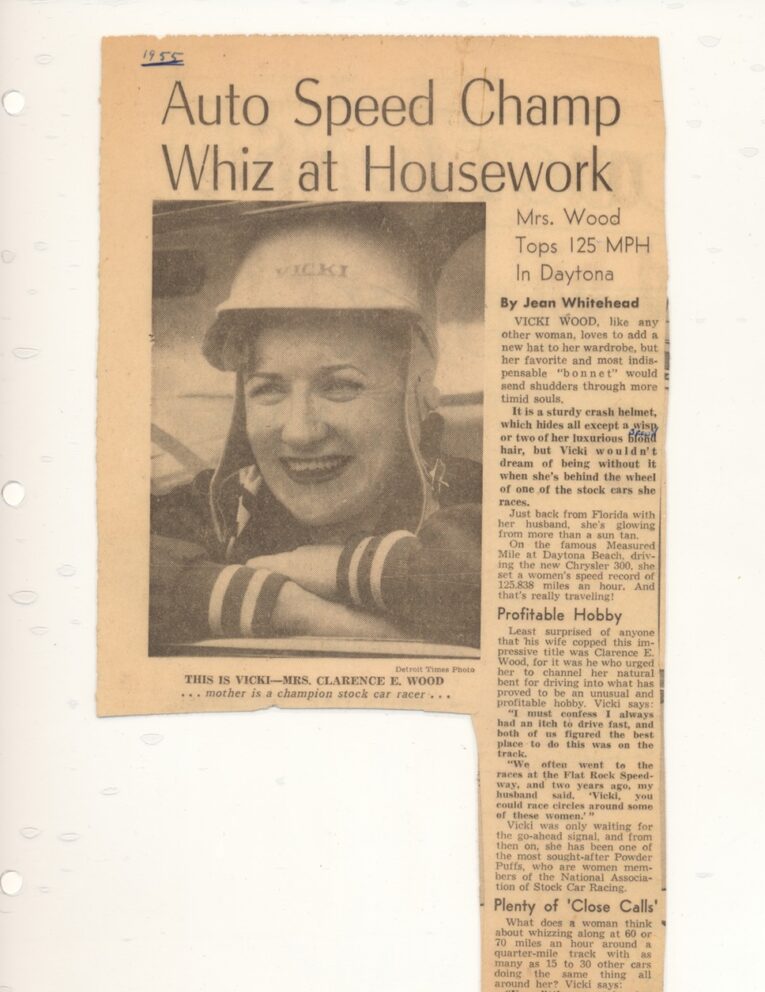 1955
Auto Speed Champ
Whiz at Housework
VICKI
Detroit Times Photo
THIS IS VICKI—MRS. CLARENCE E. WOOD
... mother is a champion stock car racer ...
Mrs. Wood
Tops 125 MPH
In Daytona
By Jean Whitehead
VICKI WOOD, like any
other woman, loves to add a
new hat to her wardrobe, but
her favorite and most indis-
pensable "bonnet" would
send shudders through more
timid souls.
It is a sturdy crash helmet,
which hides all except a wisp
or two of her luxurious blond
hair, but Vicki wouldn't
dream of being without it
when she's behind the wheel
of one of the stock cars she
races.
Just back from Florida with
her husband, she's glowing
from more than a sun tan.
On the famous Measured
Mile at Daytona Beach, driv-
ing the new Chrysler 300, she
set a women's speed record of
125.838 miles an hour. And
that's really traveling!
Profitable Hobby
Least surprised of anyone
that his wife copped this im-
pressive title was Clarence E.
Wood, for it was he who urged
her to channel her natural
bent for driving into what has
proved to be an unusual and
profitable hobby. Vicki says:
"I must confess I always
had an itch to drive fast, and
both of us figured the best
place to do this was on the
track.
"We often went to the
races at the Flat Rock Speed-
way, and two years ago, my
husband said, 'Vicki, you
could race circles around some
of these women.'"
Vicki was only waiting for
the go-ahead signal, and from
then on, she has been one of
the most sought-after Powder
Puffs, who are women mem-
bers of the National Associa-
tion of Stock Car Racing.
Plenty of 'Close Calls'
What does a woman think
about whizzing along at 60 or
70 miles an hour around a
quarter-mile track with as
many as 15 to 30 other cars
doing the same thing all
around her? Vicki says: